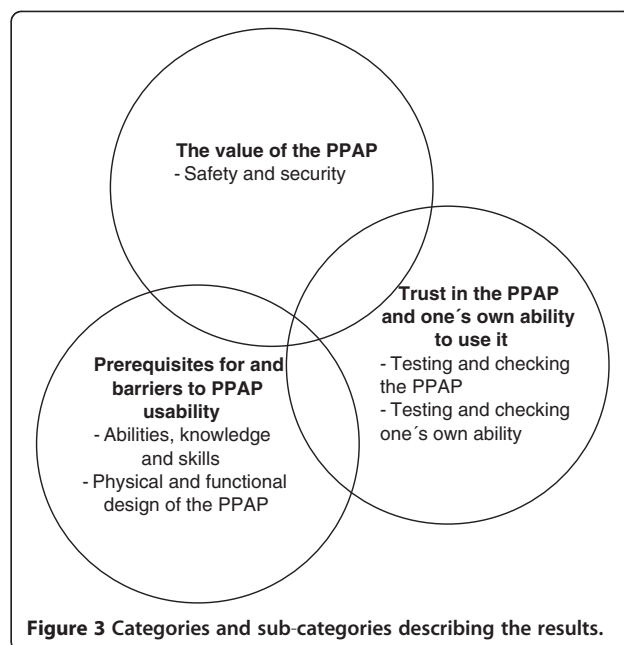 The value of the PPAP
- Safety and security
Trust in the PPAP
and one´s own ability
to use it
- Testing and checking
the PPAP
- Testing and checking
one´s own ability
Prerequisites for and
barriers to PPAP
usability
- Abilities, knowledge
and skills
- Physical and functional
design of the PPAP
Figure 3 Categories and sub-categories describing the results.